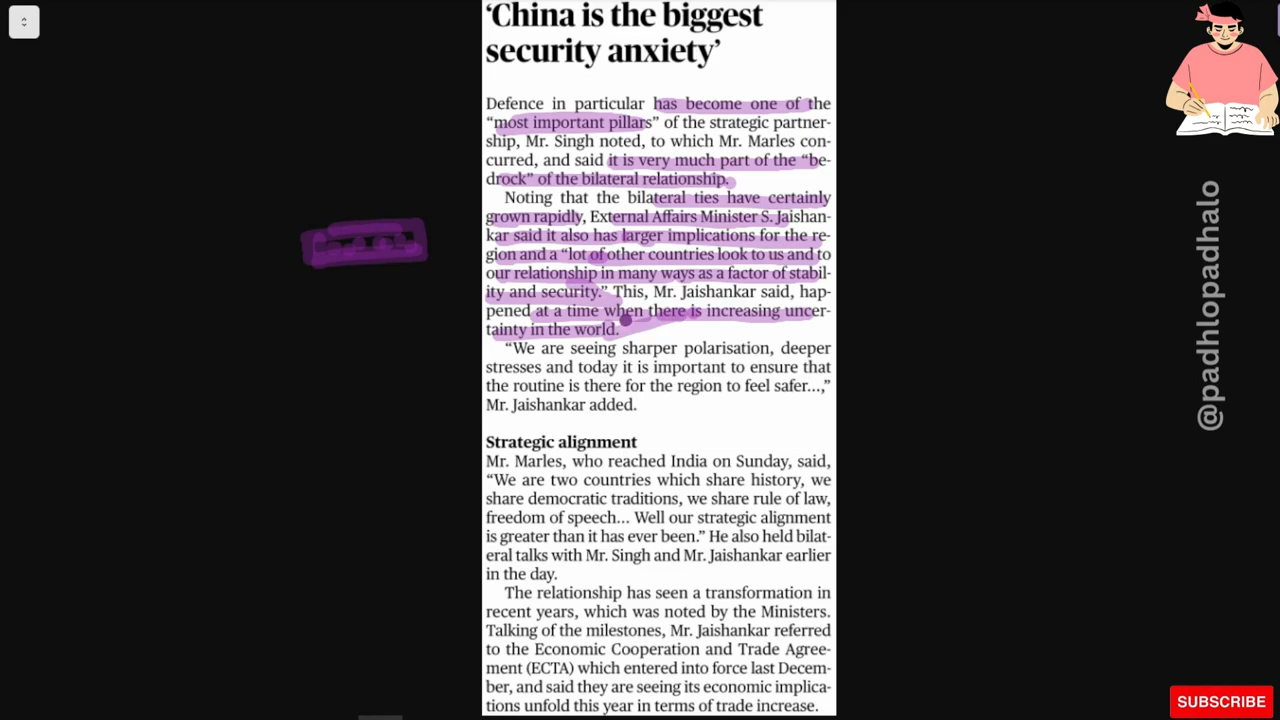 ‘China is the biggest
security anxiety’
Defence in particular has become one of the
“most important pillars” of the strategic partner-
ship, Mr. Singh noted, to which Mr. Marles con-
curred, and said it is very much part of the “be-
drock” of the bilateral relationship.
Noting that the bilateral ties have certainly
grown rapidly, External Affairs Minister S. Jaishan-
kar said it also has larger implications for the re-
gion and a “lot of other countries look to us and to
our relationship in many ways as a factor of stabil-
ity and security.” This, Mr. Jaishankar said, hap-
pened at a time when there is increasing uncer-
tainty in the world.
“We are seeing sharper polarisation, deeper
stresses and today it is important to ensure that
the routine is there for the region to feel safer...,”
Mr. Jaishankar added.
Strategic alignment
Mr. Marles, who reached India on Sunday, said,
“We are two countries which share history, we
share democratic traditions, we share rule of law,
freedom of speech... Well our strategic alignment
is greater than it has ever been.” He also held bilat-
eral talks with Mr. Singh and Mr. Jaishankar earlier
in the day.
The relationship has seen a transformation in
recent years, which was noted by the Ministers.
Talking of the milestones, Mr. Jaishankar referred
to the Economic Cooperation and Trade Agree-
ment (ECTA) which entered into force last Decem-
ber, and said they are seeing its economic implica-
tions unfold this year in terms of trade increase.
@padhlopadhalo
SUBSCRIBE